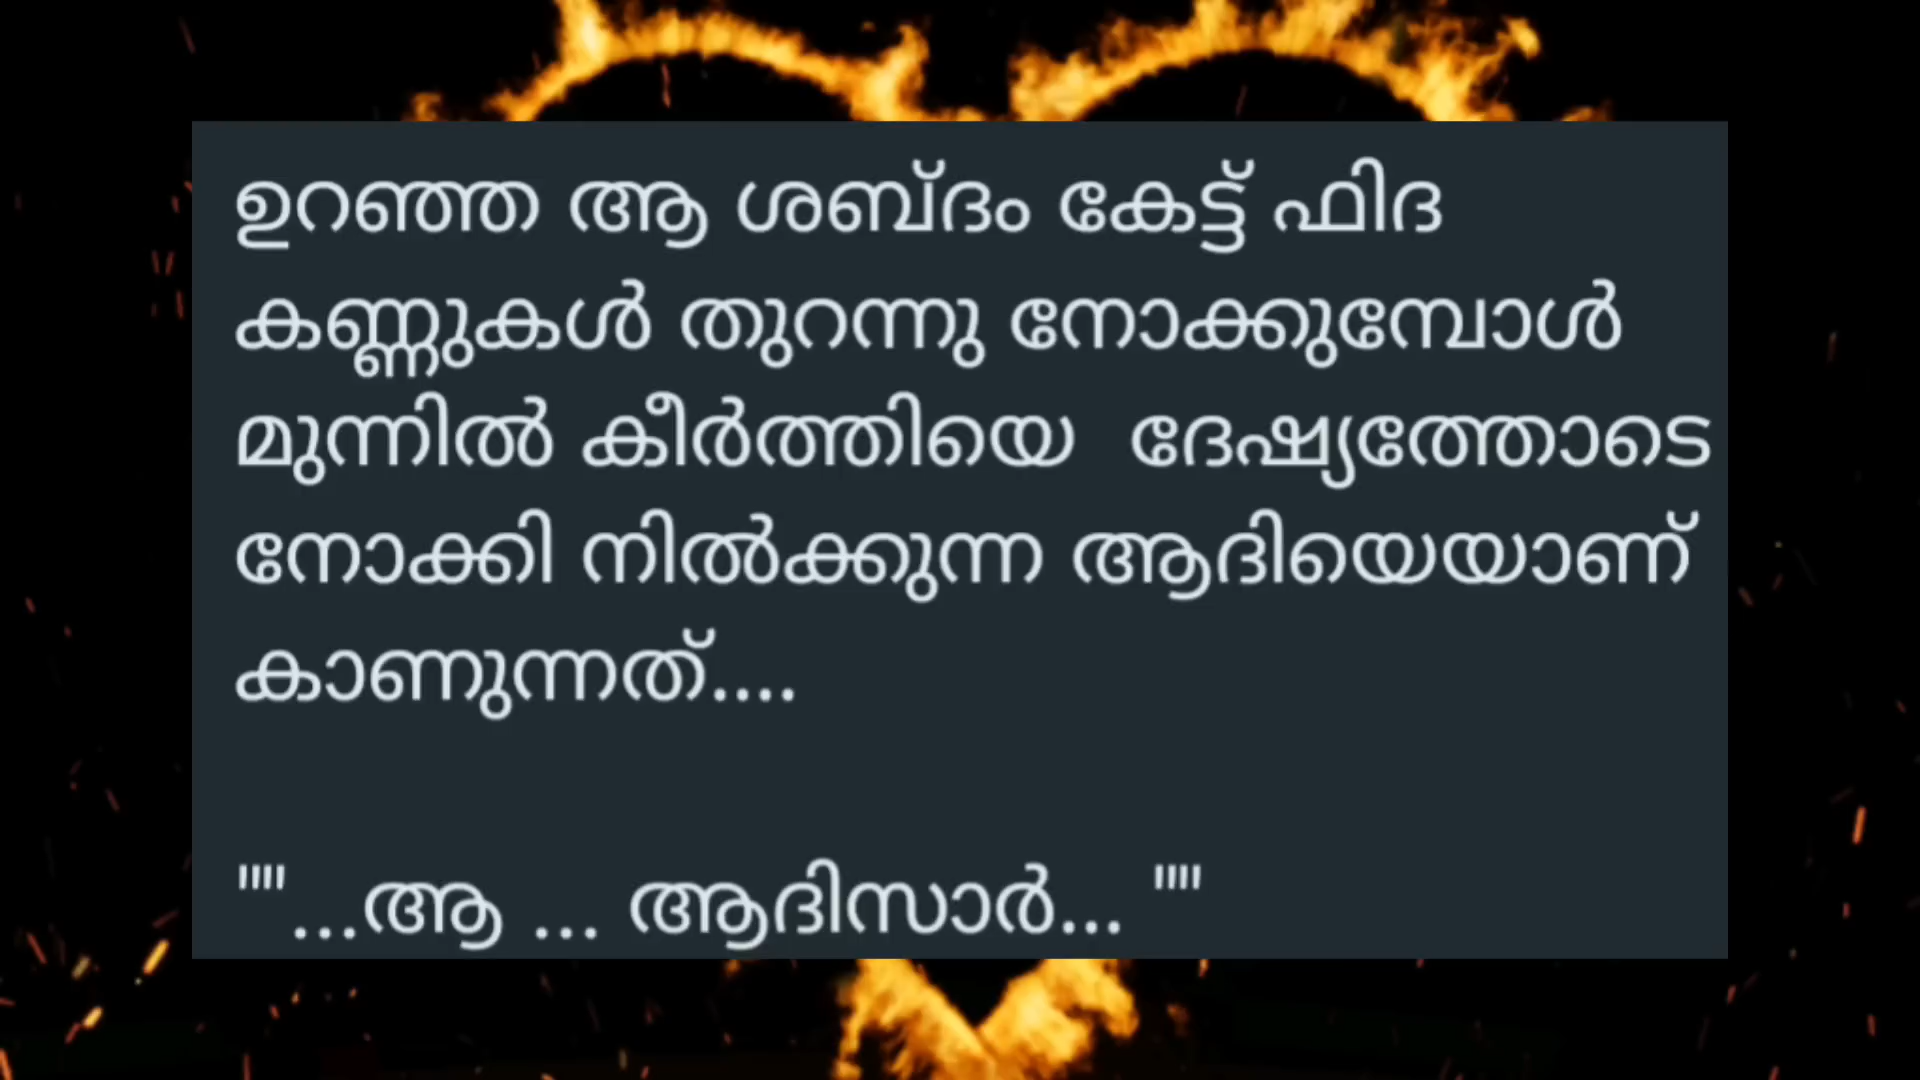 ഉറഞ്ഞ ആ ശബ്ദം കേട്ട് ഫിദ
കണ്ണുകൾ തുറന്നു നോക്കുമ്പോൾ
മുന്നിൽ കീർത്തിയെ  ദേഷ്യത്തോടെ
നോക്കി നിൽക്കുന്ന ആദിയെയാണ്
കാണുന്നത്....
""...ആ ... ആദിസാർ... ""